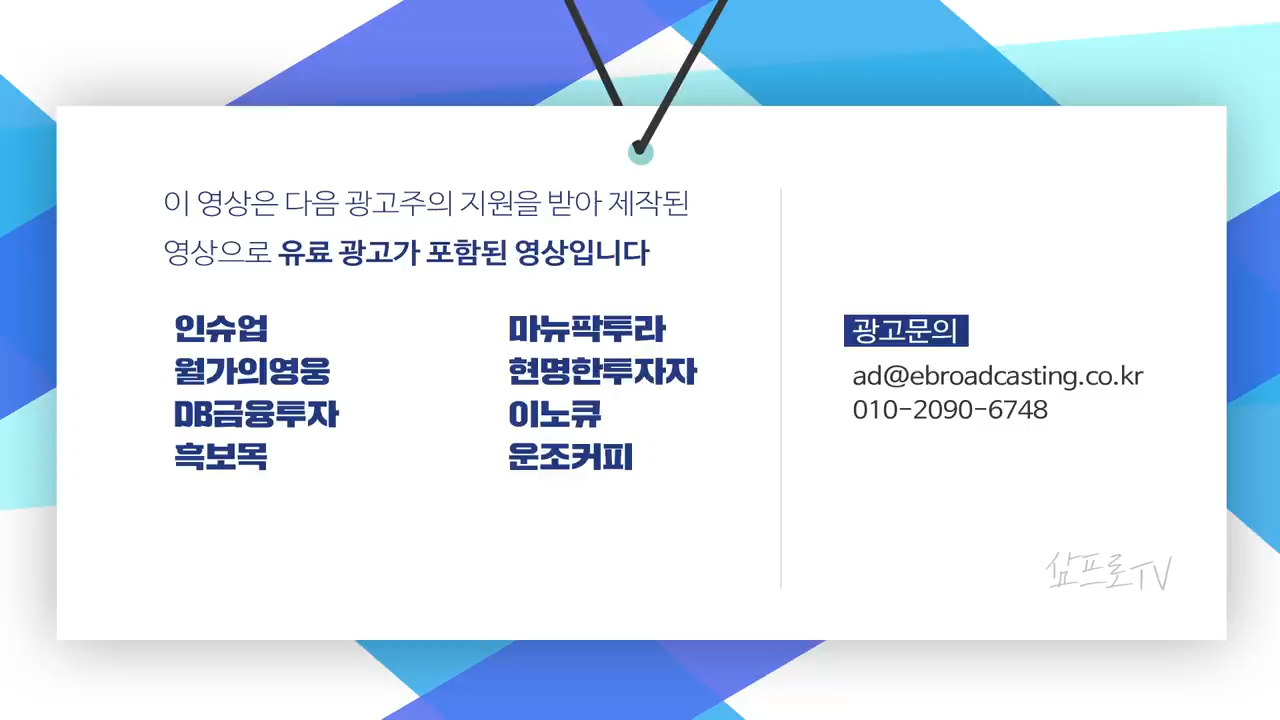 이 영상은 다음 광고주의 지원을 받아 제작된
영상으로 유료 광고가 포함된 영상입니다
인슈업
월가의영웅
DB금융투자
흑보목
마뉴팍투라
현명한투자자
이노큐
운조커피
광고문의
ad@ebroadcasting.co.kr
010-2090-6748
삼프로TV